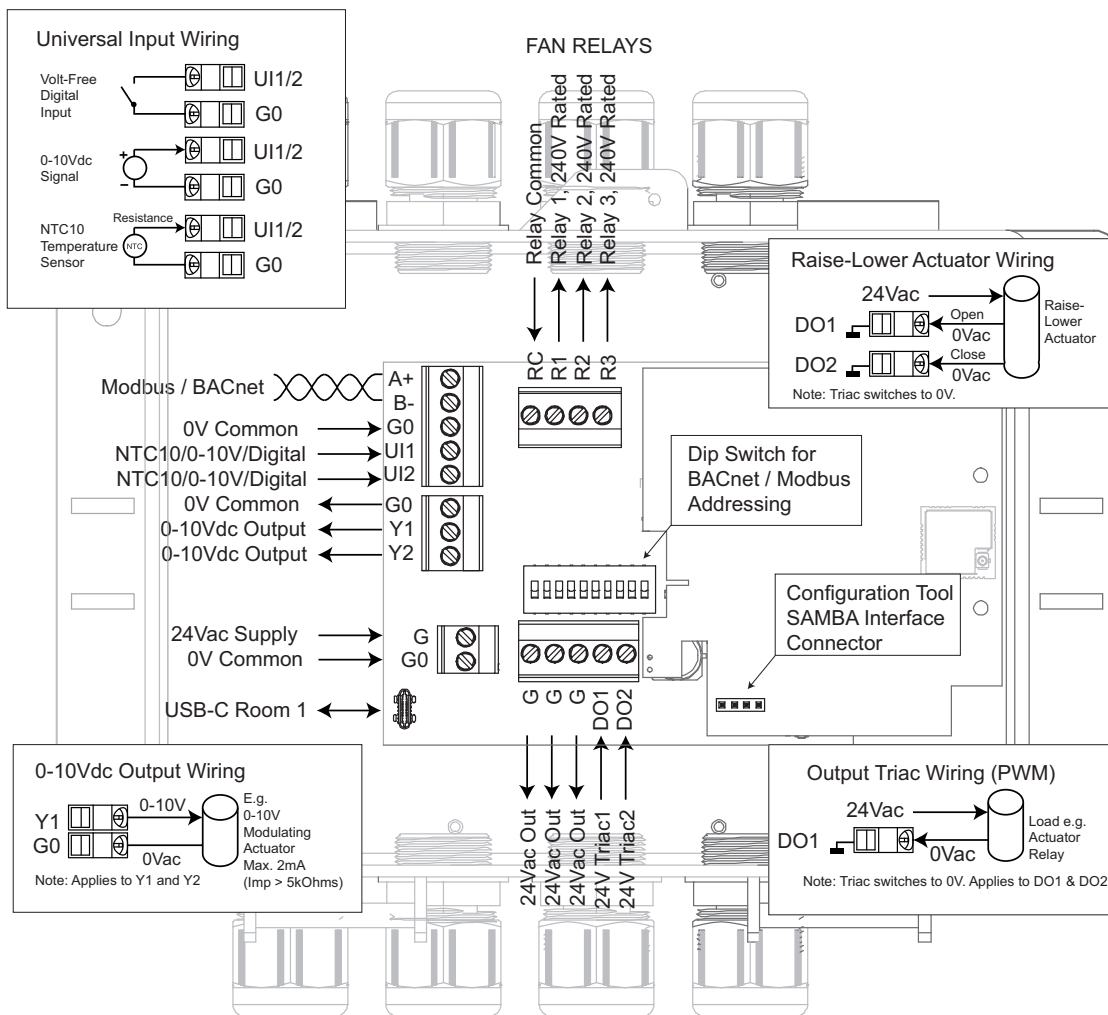 Universal Input Wiring
Volt-Free
Digital
Input
UI1/2
G0
0-10Vdc
Signal
+
–
UI1/2
G0
NTC10
Temperature
Sensor
Resistance
NTC
UI1/2
G0
FAN RELAYS
Relay Common
Relay 1, 240V Rated
Relay 2, 240V Rated
Relay 3, 240V Rated
RC
R1
R2
R3
Raise-Lower Actuator Wiring
24Vac
DO1
Open
0Vac
DO2
Close
0Vac
Raise-
Lower
Actuator
Note: Triac switches to 0V.
Modbus / BACnet
A+
B-
0V Common
G0
NTC10/0-10V/Digital
UI1
NTC10/0-10V/Digital
UI2
0V Common
G0
0-10Vdc Output
Y1
0-10Vdc Output
Y2
Dip Switch for
BACnet / Modbus
Addressing
Configuration Tool
SAMBA Interface
Connector
24Vac Supply
G
0V Common
G0
USB-C Room 1
G
G
G
DO1
DO2
24Vac Out
24Vac Out
24Vac Out
24V Triac1
24V Triac2
0-10Vdc Output Wiring
Y1
0-10V
G0
0Vac
E.g.
0-10V
Modulating
Actuator
Max. 2mA
(Imp > 5kOhms)
Note: Applies to Y1 and Y2
Output Triac Wiring (PWM)
24Vac
DO1
0Vac
Load e.g.
Actuator
Relay
Note: Triac switches to 0V. Applies to DO1 & DO2